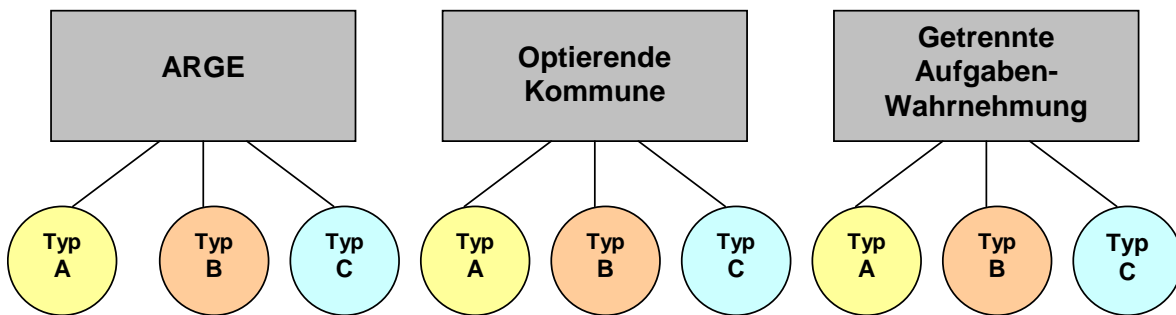 ARGE
Optierende
Kommune
Getrennte
Aufgaben-
Wahrnehmung
Typ
A
Typ
B
Typ
C
Typ
A
Typ
B
Typ
C
Typ
A
Typ
B
Typ
C